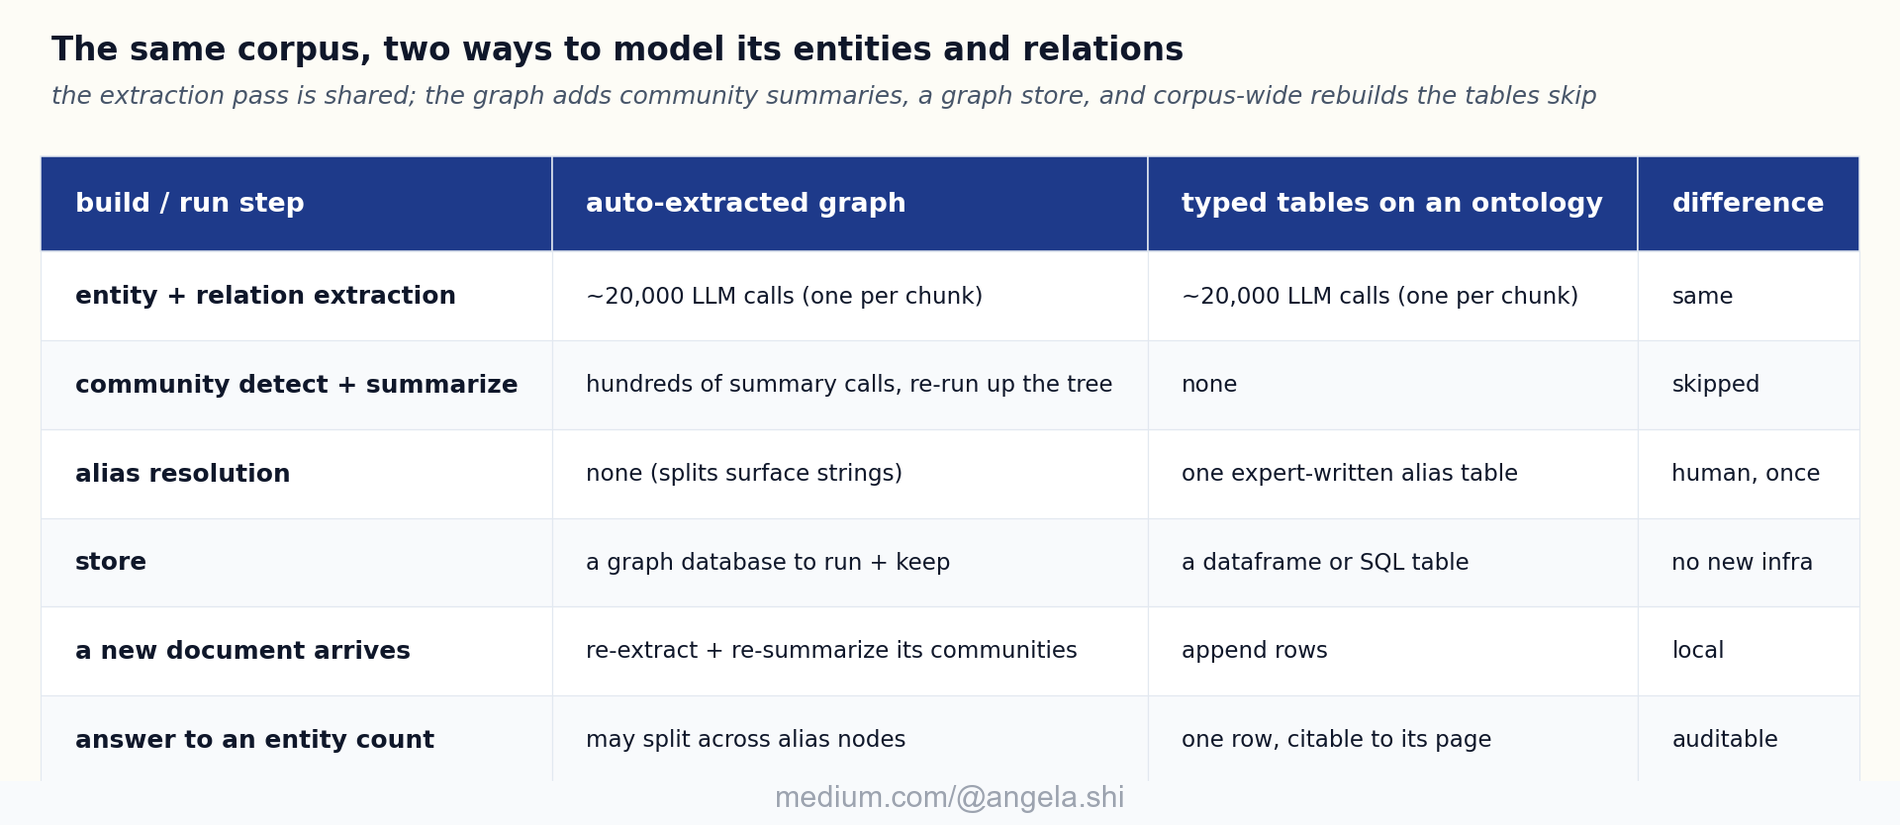 The same corpus, two ways to model its entities and relations
the extraction pass is shared; the graph adds community summaries, a graph store, and corpus-wide rebuilds the tables skip
build / run step auto-extracted graph typed tables on an ontology difference
entity + relation extraction ~20,000 LLM calls (one per chunk) ~20,000 LLM calls (one per chunk) same
community detect + summarize hundreds of summary calls, re-run up the tree none skipped
alias resolution none (splits surface strings) one expert-written alias table human, once
store a graph database to run + keep a dataframe or SQL table no new infra
a new document arrives re-extract + re-summarize its communities append rows local
answer to an entity count may split across alias nodes one row, citable to its page auditable
medium.com/@angela.shi